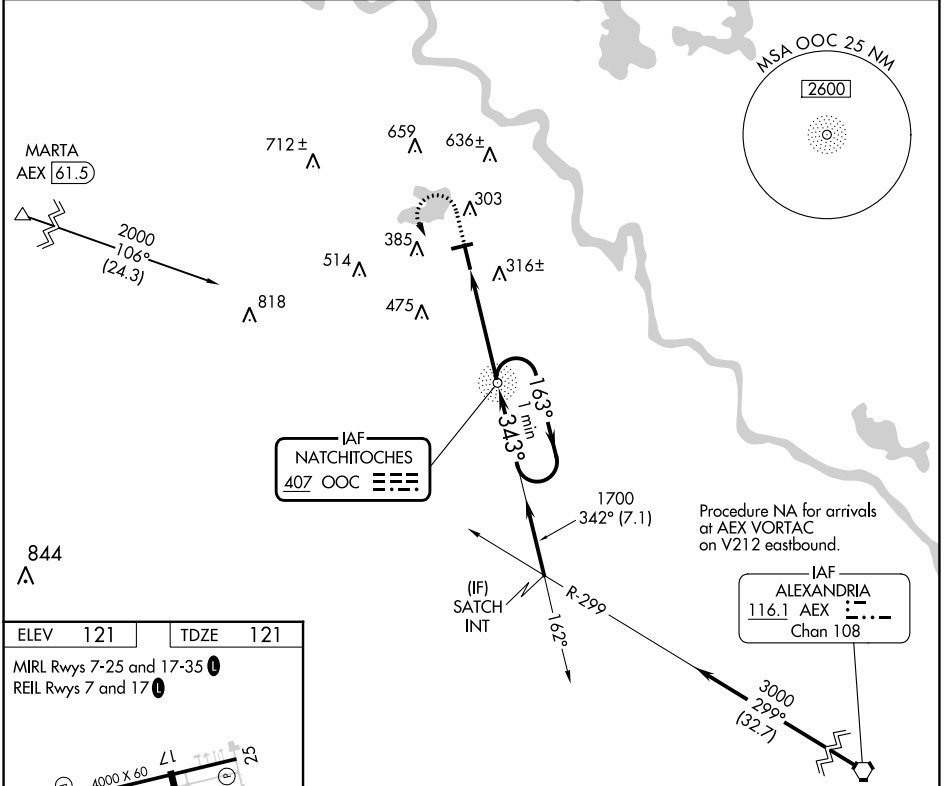 MSA OOC 25 NM
2600
MARTA
AEX 61.5
712 ±
659
636±
303
385
514
316±
2000
106°
(24.3)
818
475
163°
1 min
343°
IAF
NATCHITOCHES
407 OOC
1700
342° (7.1)
Procedure NA for arrivals
at AEX VORTAC
on V212 eastbound.
844
IAF
ALEXANDRIA
116.1 AEX
Chan 108
(IF)
SATCH
INT
R-299
162°
3000
299°
(32.7)
ELEV 121
TDZE 121
MIRL Rwys 7-25 and 17-35 L
REIL Rwys 7 and 17 L
17
25
4000 X 60
P